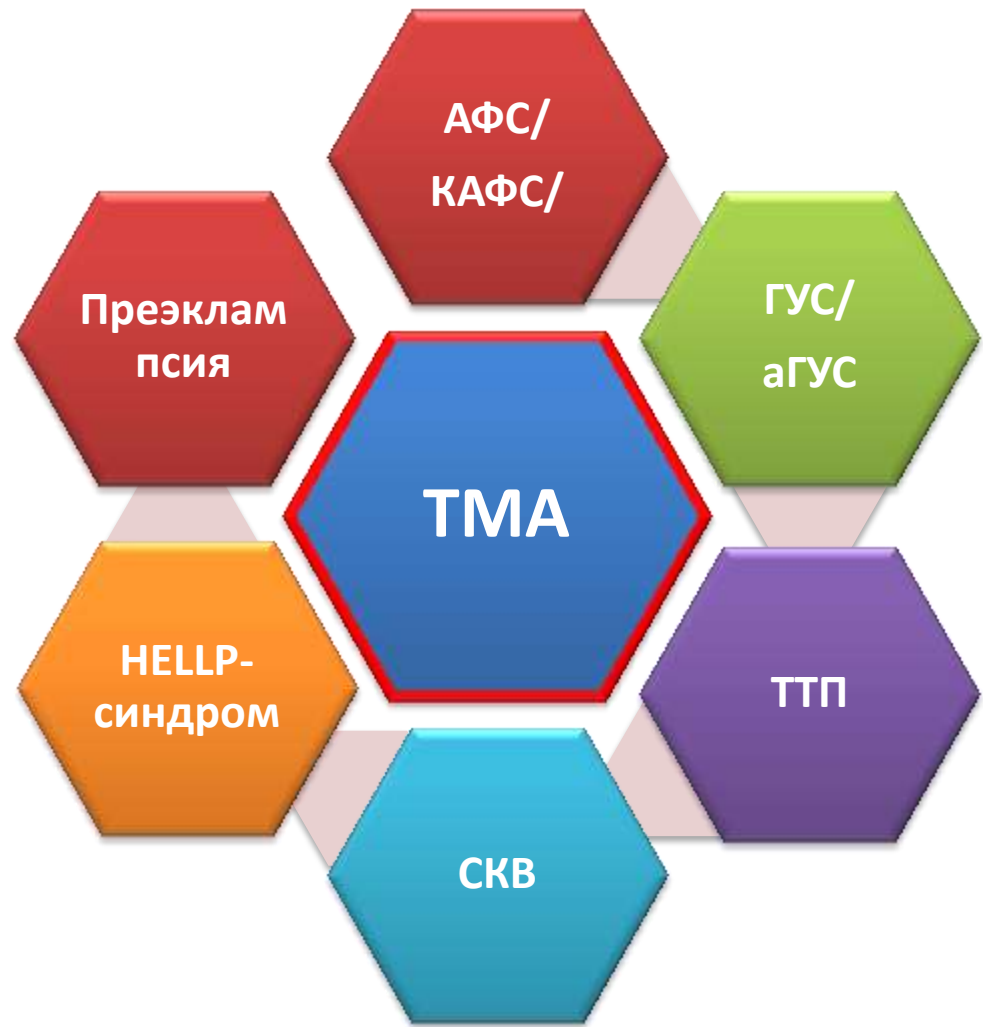 АФС/
КАФС/
ГУС/
аГУС
ТТП
СКВ
HELLP-
синдром
Преэклам
псия
ТМА